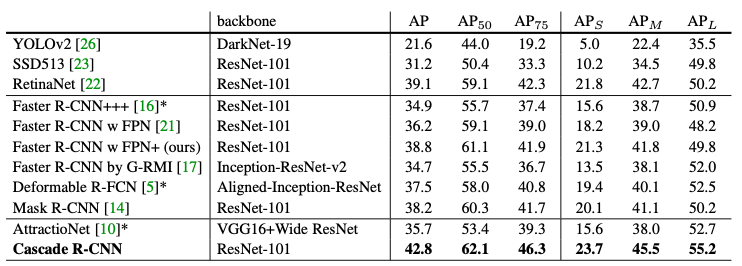 backbone AP AP50 AP75 APS APM APL
YOLOv2 [26] DarkNet-19 21.6 44.0 19.2 5.0 22.4 35.5
SSD513 [23] ResNet-101 31.2 50.4 33.3 10.2 34.5 49.8
RetinaNet [22] ResNet-101 39.1 59.1 42.3 21.8 42.7 50.2
Faster R-CNN+++ [16]* ResNet-101 34.9 55.7 37.4 15.6 38.7 50.9
Faster R-CNN w FPN [21] ResNet-101 36.2 59.1 39.0 18.2 39.0 48.2
Faster R-CNN w FPN+ (ours) ResNet-101 38.8 61.1 41.9 21.3 41.8 49.8
Faster R-CNN by G-RMI [17] Inception-ResNet-v2 34.7 55.5 36.7 13.5 38.1 52.0
Deformable R-FCN [5]* Aligned-Inception-ResNet 37.5 58.0 40.8 19.4 40.1 52.5
Mask R-CNN [14] ResNet-101 38.2 60.3 41.7 20.1 41.1 50.2
AttractioNet [10]* VGG16+Wide ResNet 35.7 53.4 39.3 15.6 38.0 52.7
Cascade R-CNN ResNet-101 42.8 62.1 46.3 23.7 45.5 55.2